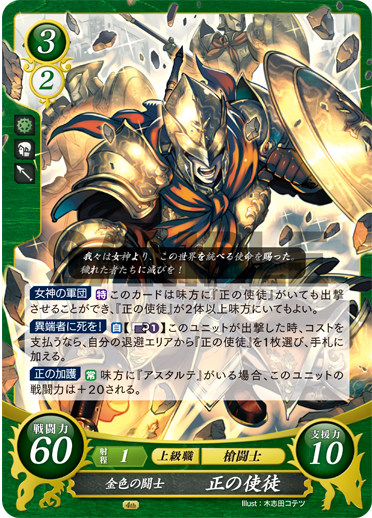 3
2
我々は女神より、この世界を統べる使命を賜った。
穢れた者たちに滅びを！
女神の軍団 特 このカードは味方に『正の使徒』がいても出撃
させることができ、『正の使徒』が2体以上味方にいてもよい。
異端者に死を！ 自【1】このユニットが出撃した時、コストを
支払うなら、自分の退避エリアから『正の使徒』を1枚選び、手札に
加える。
正の加護 常 味方に『アスタルテ』がいる場合、このユニットの
戦闘力は＋20される。
戦闘力 60
射程 1 上級職 槍闘士
支援力 10
金色の闘士 正の使徒
4th Illust：木志田コテツ